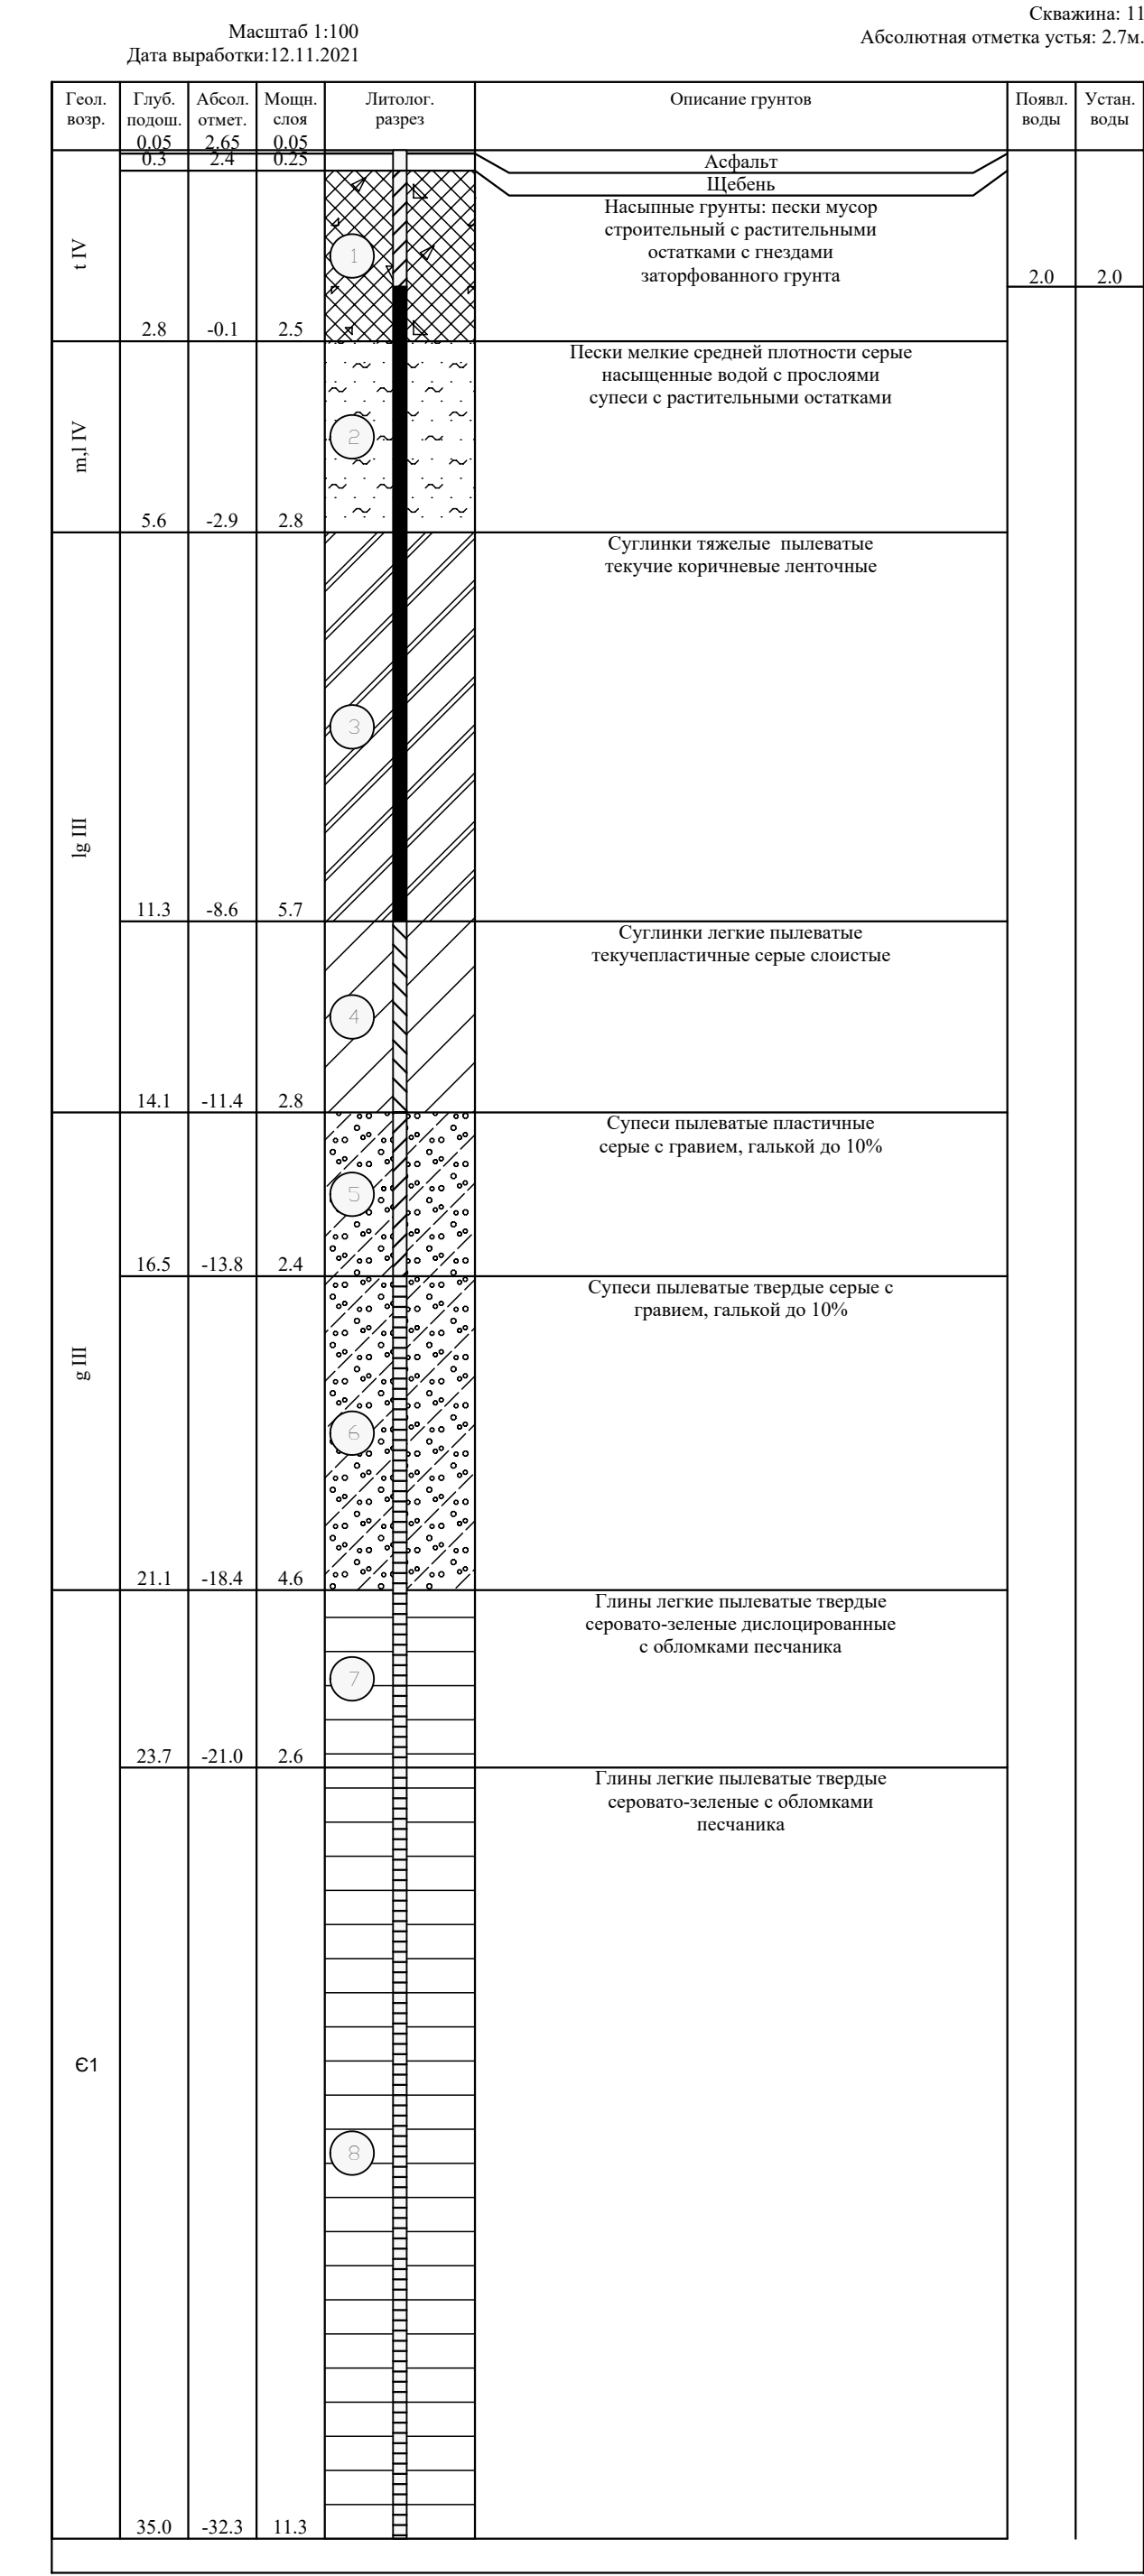 Скважина: 11
Масштаб 1:100
Абсолютная отметка устья: 2.7м.
Дата выработки:12.11.2021
Геол. возр.
Глуб. подош.
Абсол. отмет.
Мощн. слоя
Литолог. разрез
Описание грунтов
Появл. воды
Устан. воды
0.05 2.65 0.05
Асфальт
0.3 2.4 0.25
Щебень
Насыпные грунты: пески мусор
строительный с растительными
остатками с гнездами
заторфованного грунта
t IV
1
2.0 2.0
2.8 -0.1 2.5
Пески мелкие средней плотности серые
насыщенные водой с прослоями
супеси с растительными остатками
m,l IV
2
5.6 -2.9 2.8
Суглинки тяжелые пылеватые
текучие коричневые ленточные
3
lg III
11.3 -8.6 5.7
Суглинки легкие пылеватые
текучепластичные серые слоистые
4
14.1 -11.4 2.8
Супеси пылеватые пластичные
серые с гравием, галькой до 10%
5
16.5 -13.8 2.4
Супеси пылеватые твердые серые с
гравием, галькой до 10%
g III
6
21.1 -18.4 4.6
Глины легкие пылеватые твердые
серовато-зеленые дислоцированные
с обломками песчаника
7
23.7 -21.0 2.6
Глины легкие пылеватые твердые
серовато-зеленые с обломками
песчаника
Є1
8
35.0 -32.3 11.3